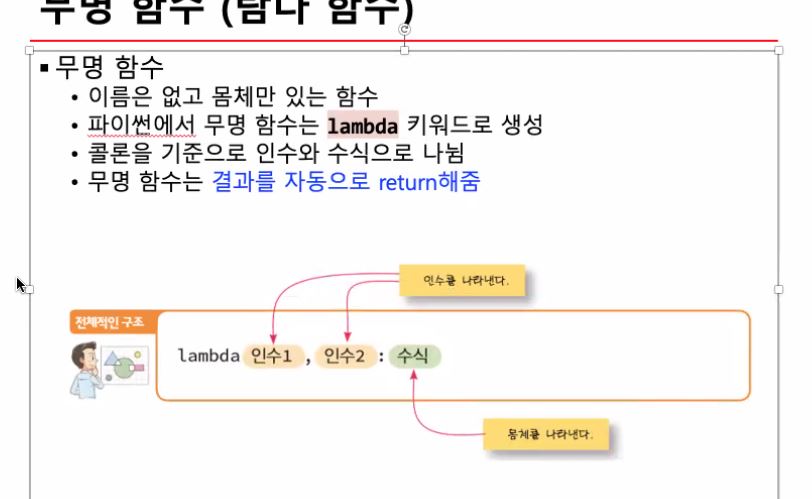 무명 함수 (람다 함수)
무명 함수
이름은 없고 몸체만 있는 함수
파이썬에서 무명 함수는 lambda 키워드로 생성
콜론을 기준으로 인수와 수식으로 나뉨
무명 함수는 결과를 자동으로 return해줌
인수를 나타낸다.
전체적인 구조
lambda 인수1 , 인수2 : 수식
몸체를 나타낸다.